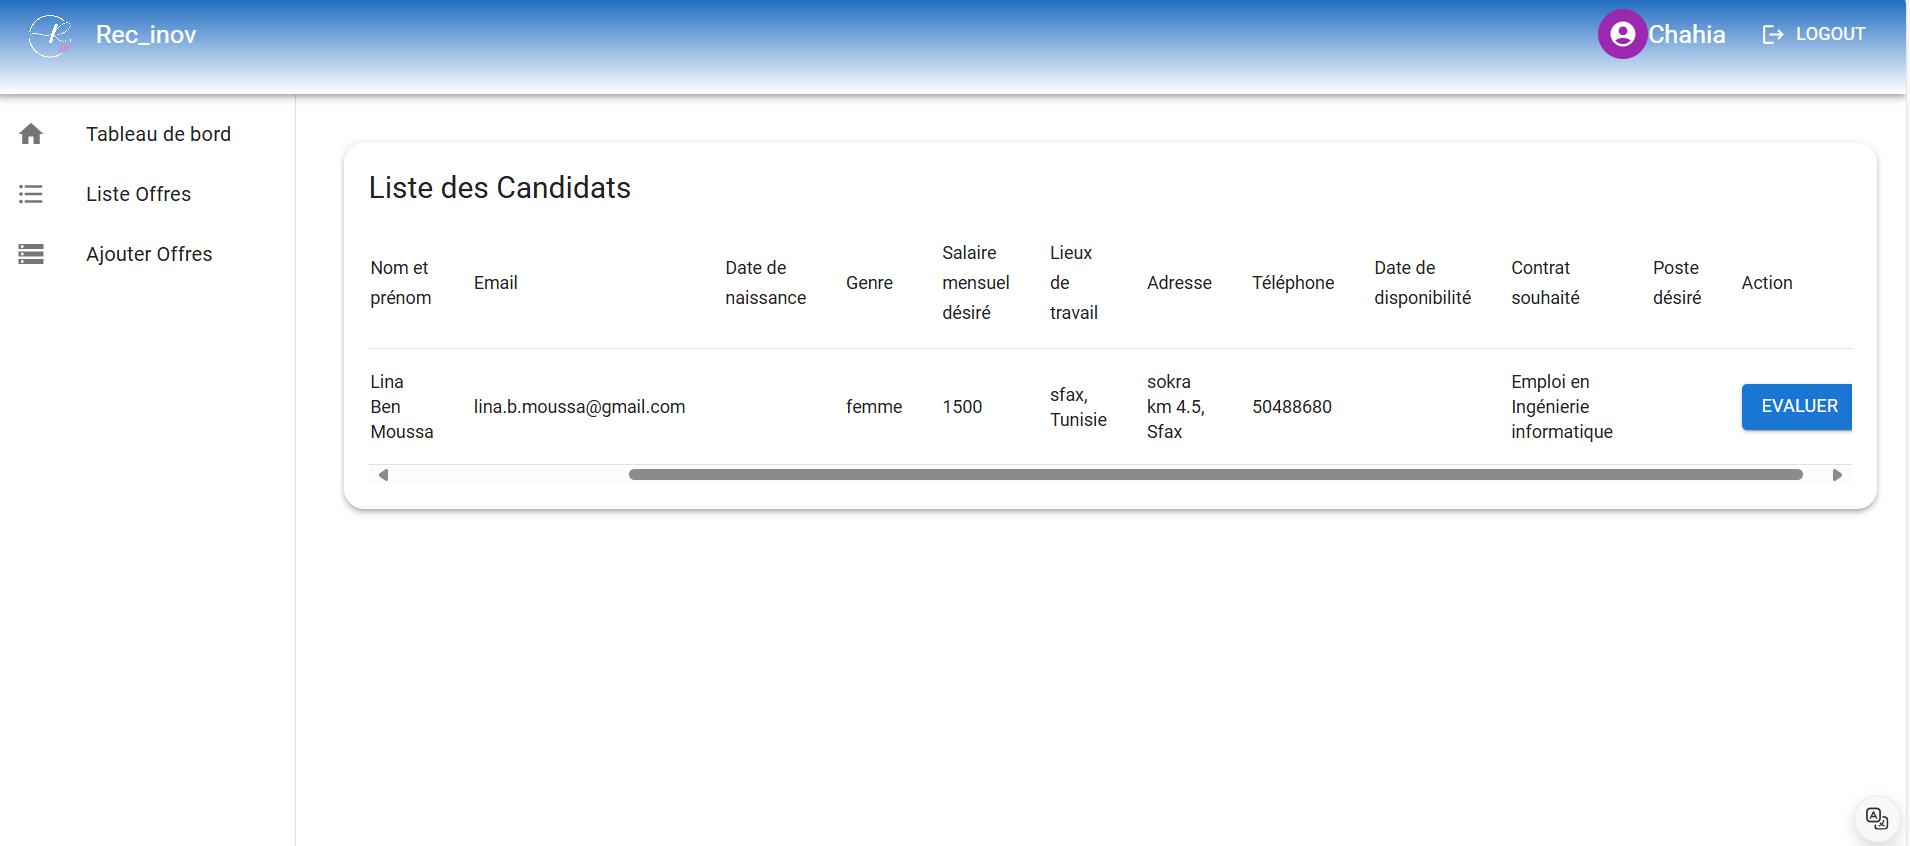 Rec_inov
Chahia
LOGOUT
Tableau de bord
Liste Offres
Ajouter Offres
Liste des Candidats
Nom et
prénom
Email
Date de
naissance
Genre
Salaire
mensuel
désiré
Lieux
de
travail
Adresse
Téléphone
Date de
disponibilité
Contrat
souhaité
Poste
désiré
Action
Lina
Ben
Moussa
lina.b.moussa@gmail.com
femme
1500
sfax,
Tunisie
sokra
km 4.5,
Sfax
50488680
Emploi en
Ingénierie
informatique
EVALUER